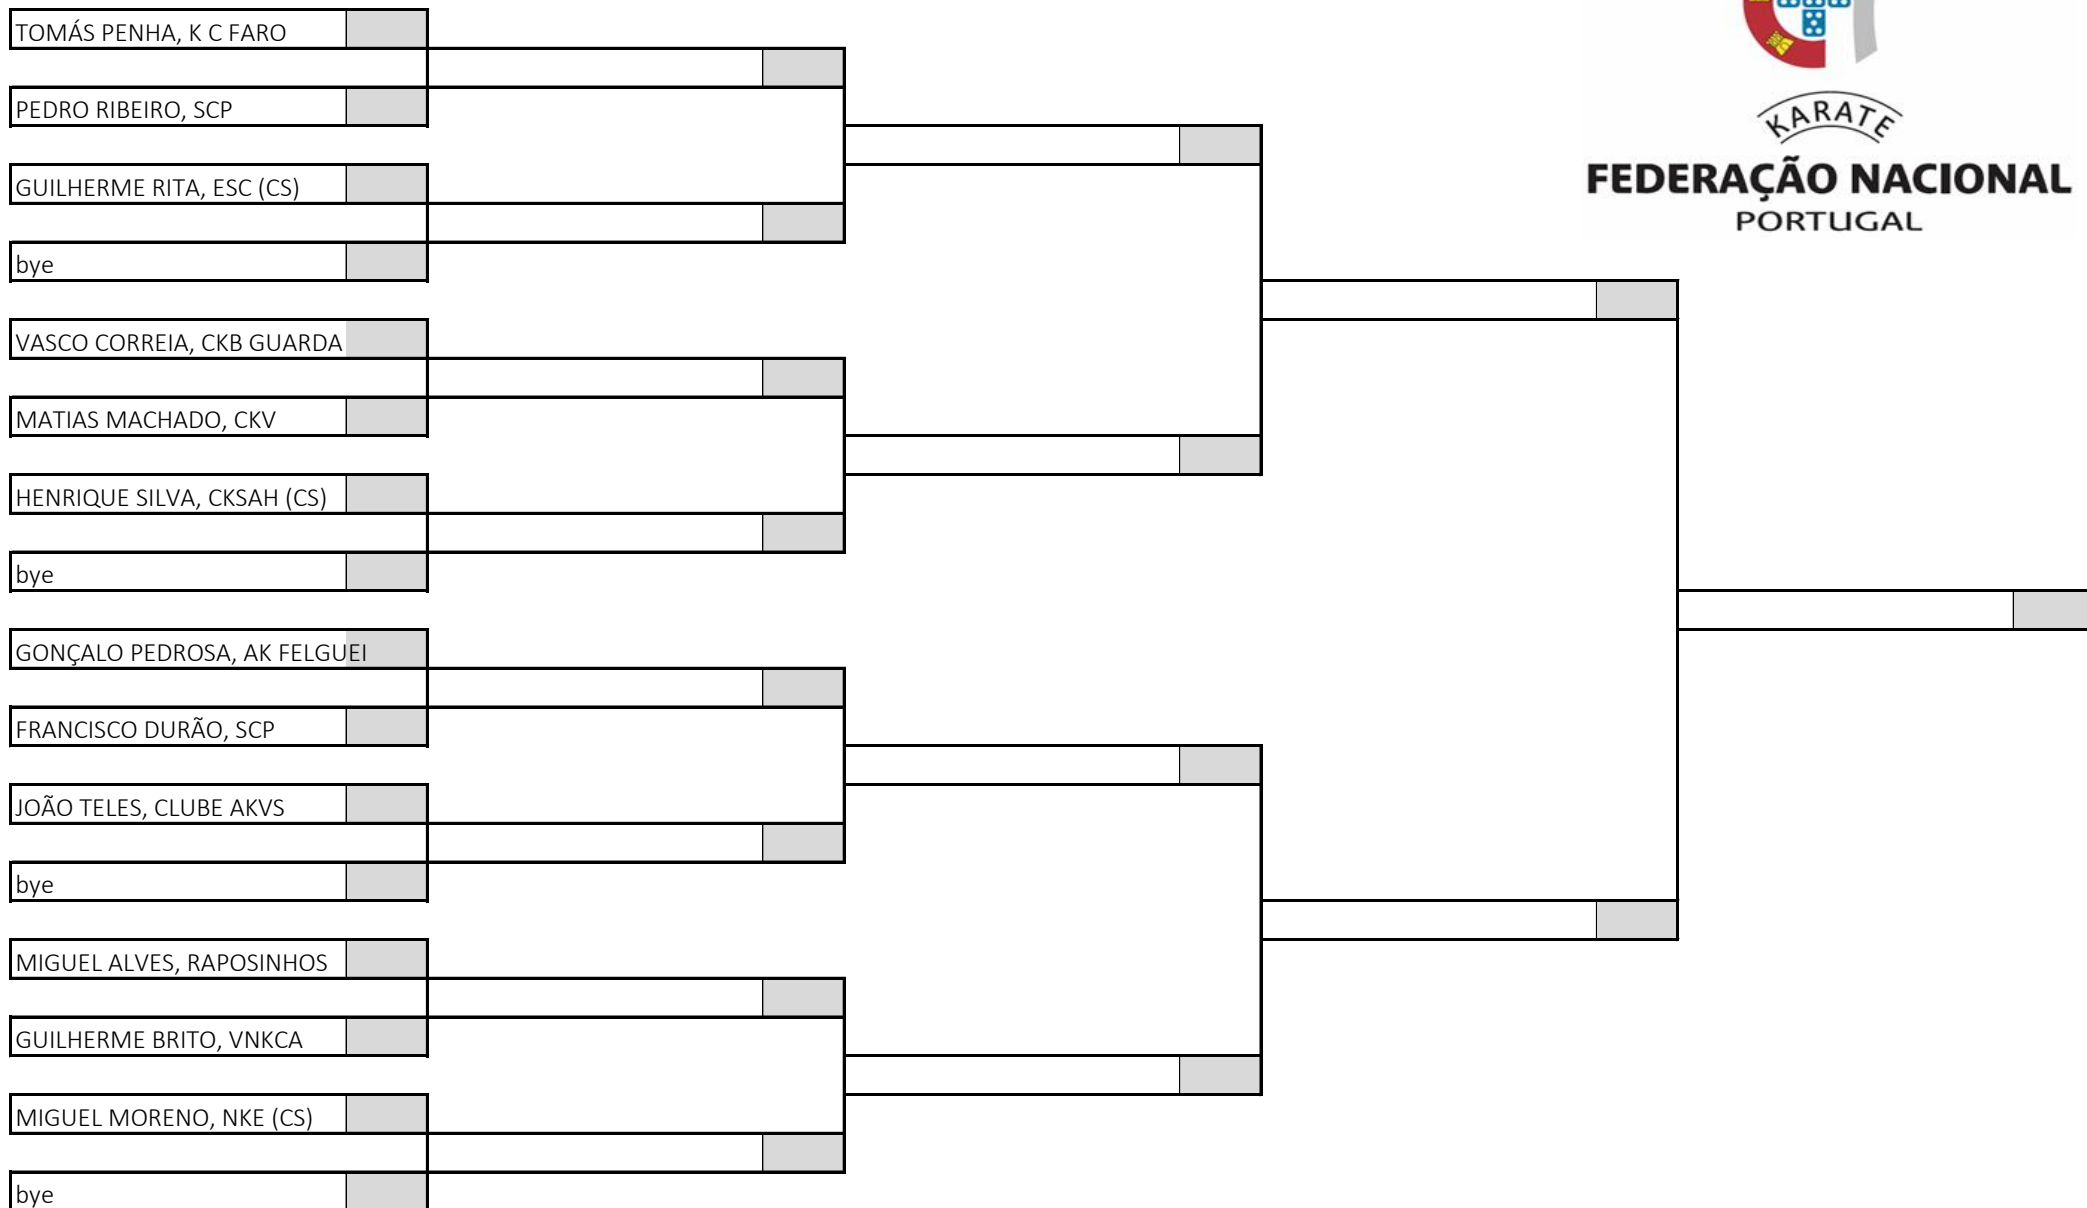 TOMÁS PENHA, K C FARO
PEDRO RIBEIRO, SCP
GUILHERME RITA, ESC (CS)
bye
VASCO CORREIA, CKB GUARDA
MATIAS MACHADO, CKV
HENRIQUE SILVA, CKSAH (CS)
bye
GONÇALO PEDROSA, AK FELGUEI
FRANCISCO DURÃO, SCP
JOÃO TELES, CLUBE AKVS
bye
MIGUEL ALVES, RAPOSINHOS
GUILHERME BRITO, VNKCA
MIGUEL MORENO, NKE (CS)
bye
KARATE
FEDERAÇÃO NACIONAL
PORTUGAL